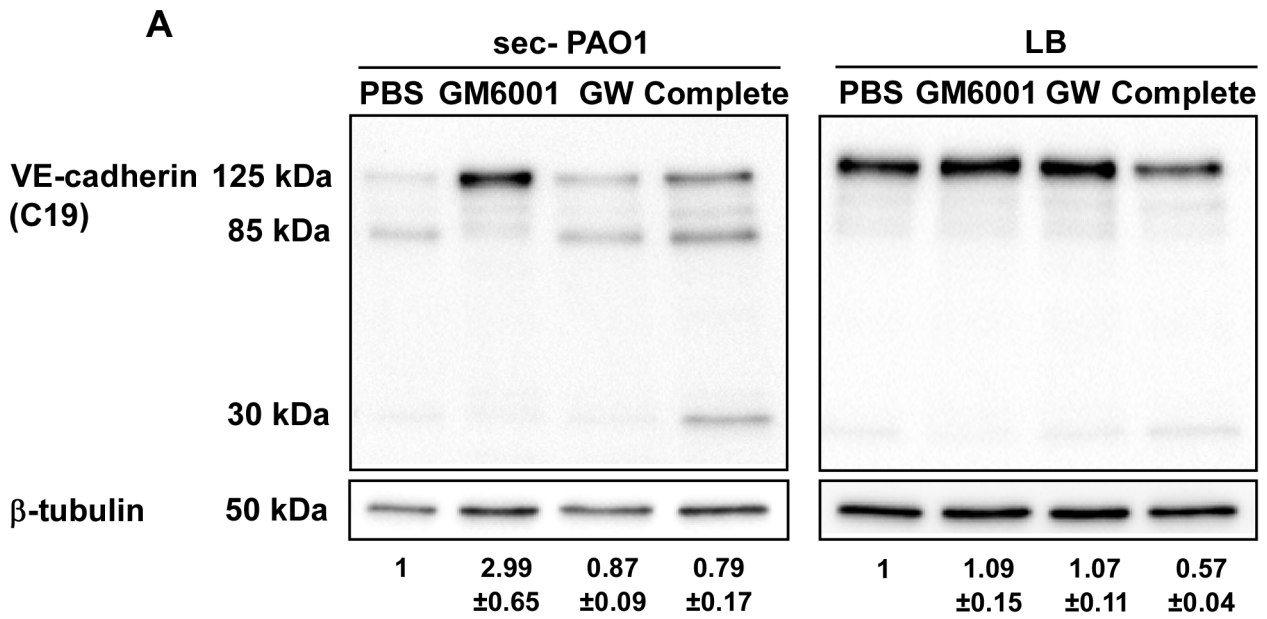 A
sec- PAO1 LB
PBS GM6001 GW Complete PBS GM6001 GW Complete
VE-cadherin 125 kDa
(C19)
85 kDa
30 kDa
β-tubulin 50 kDa
1 2.99 0.87 0.79 1 1.09 1.07 0.57
±0.65 ±0.09 ±0.17 ±0.15 ±0.11 ±0.04